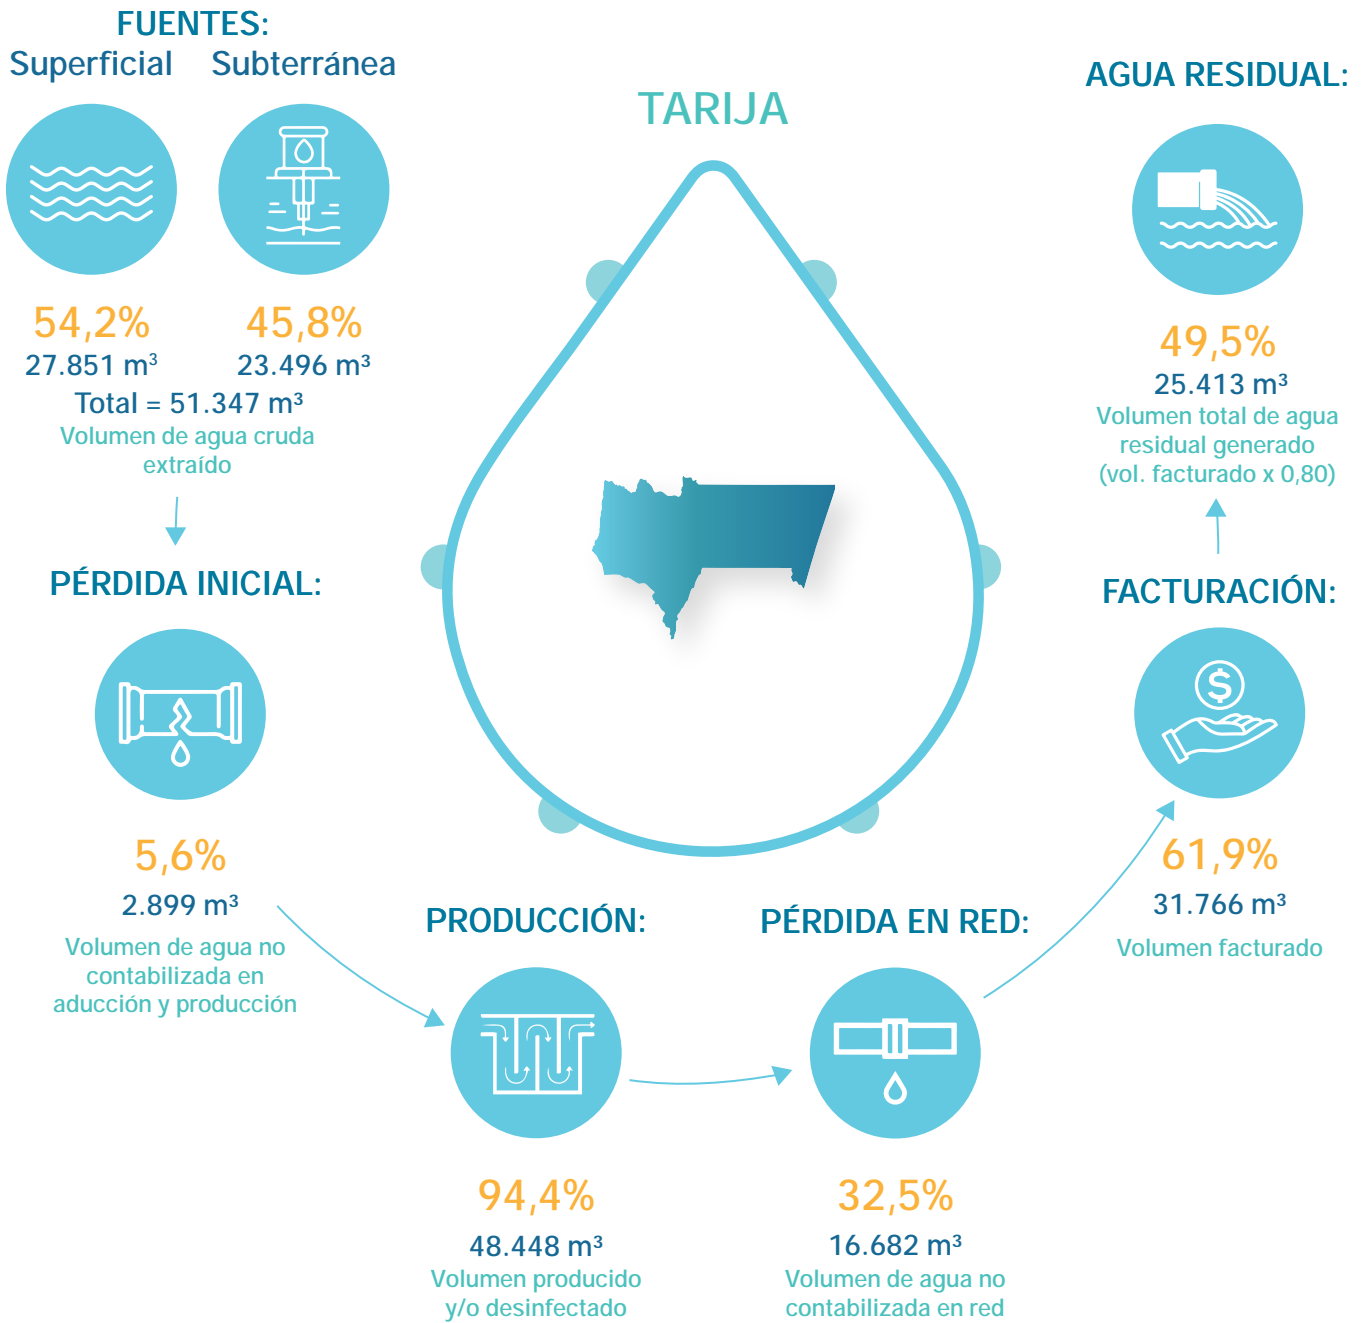 FUENTES:
Superficial
Subterránea
54,2%
27.851 m³
45,8%
23.496 m³
Total = 51.347 m³
Volumen de agua cruda
extraído
PÉRDIDA INICIAL:
5,6%
2.899 m³
Volumen de agua no
contabilizada en
aducción y producción
TARIJA
PRODUCCIÓN:
94,4%
48.448 m³
Volumen producido
y/o desinfectado
PÉRDIDA EN RED:
32,5%
16.682 m³
Volumen de agua no
contabilizada en red
FACTURACIÓN:
$
61,9%
31.766 m³
Volumen facturado
AGUA RESIDUAL:
49,5%
25.413 m³
Volumen total de agua
residual generado
(vol. facturado x 0,80)